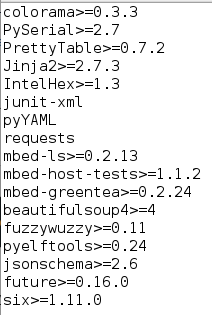 colorama>=0.3.3
PySerial>=2.7
PrettyTable>=0.7.2
Jinja2>=2.7.3
IntelHex>=1.3
junit-xml
pyYAML
requests
mbed-ls>=0.2.13
mbed-host-tests>=1.1.2
mbed-greentea>=0.2.24
beautifulsoup4>=4
fuzzywuzzy>=0.11
pyelftools>=0.24
jsonschema>=2.6
future>=0.16.0
six>=1.11.0